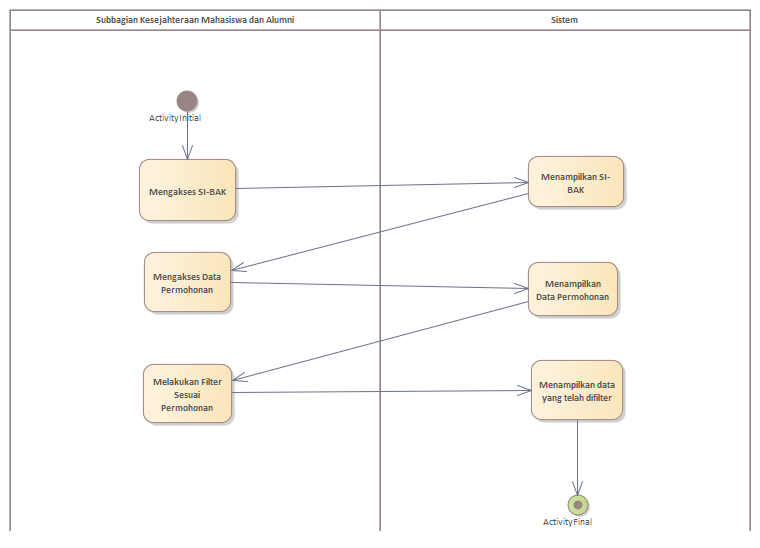 Subbagian Kesejahteraan Mahasiswa dan Alumni
Sistem
ActivityInitial
Mengakses SI-BAK
Menampilkan SI-
BAK
Mengakses Data
Permohonan
Menampilkan
Data Permohonan
Melakukan Filter
Sesuai
Permohonan
Menampilkan data
yang telah difilter
ActivityFinal